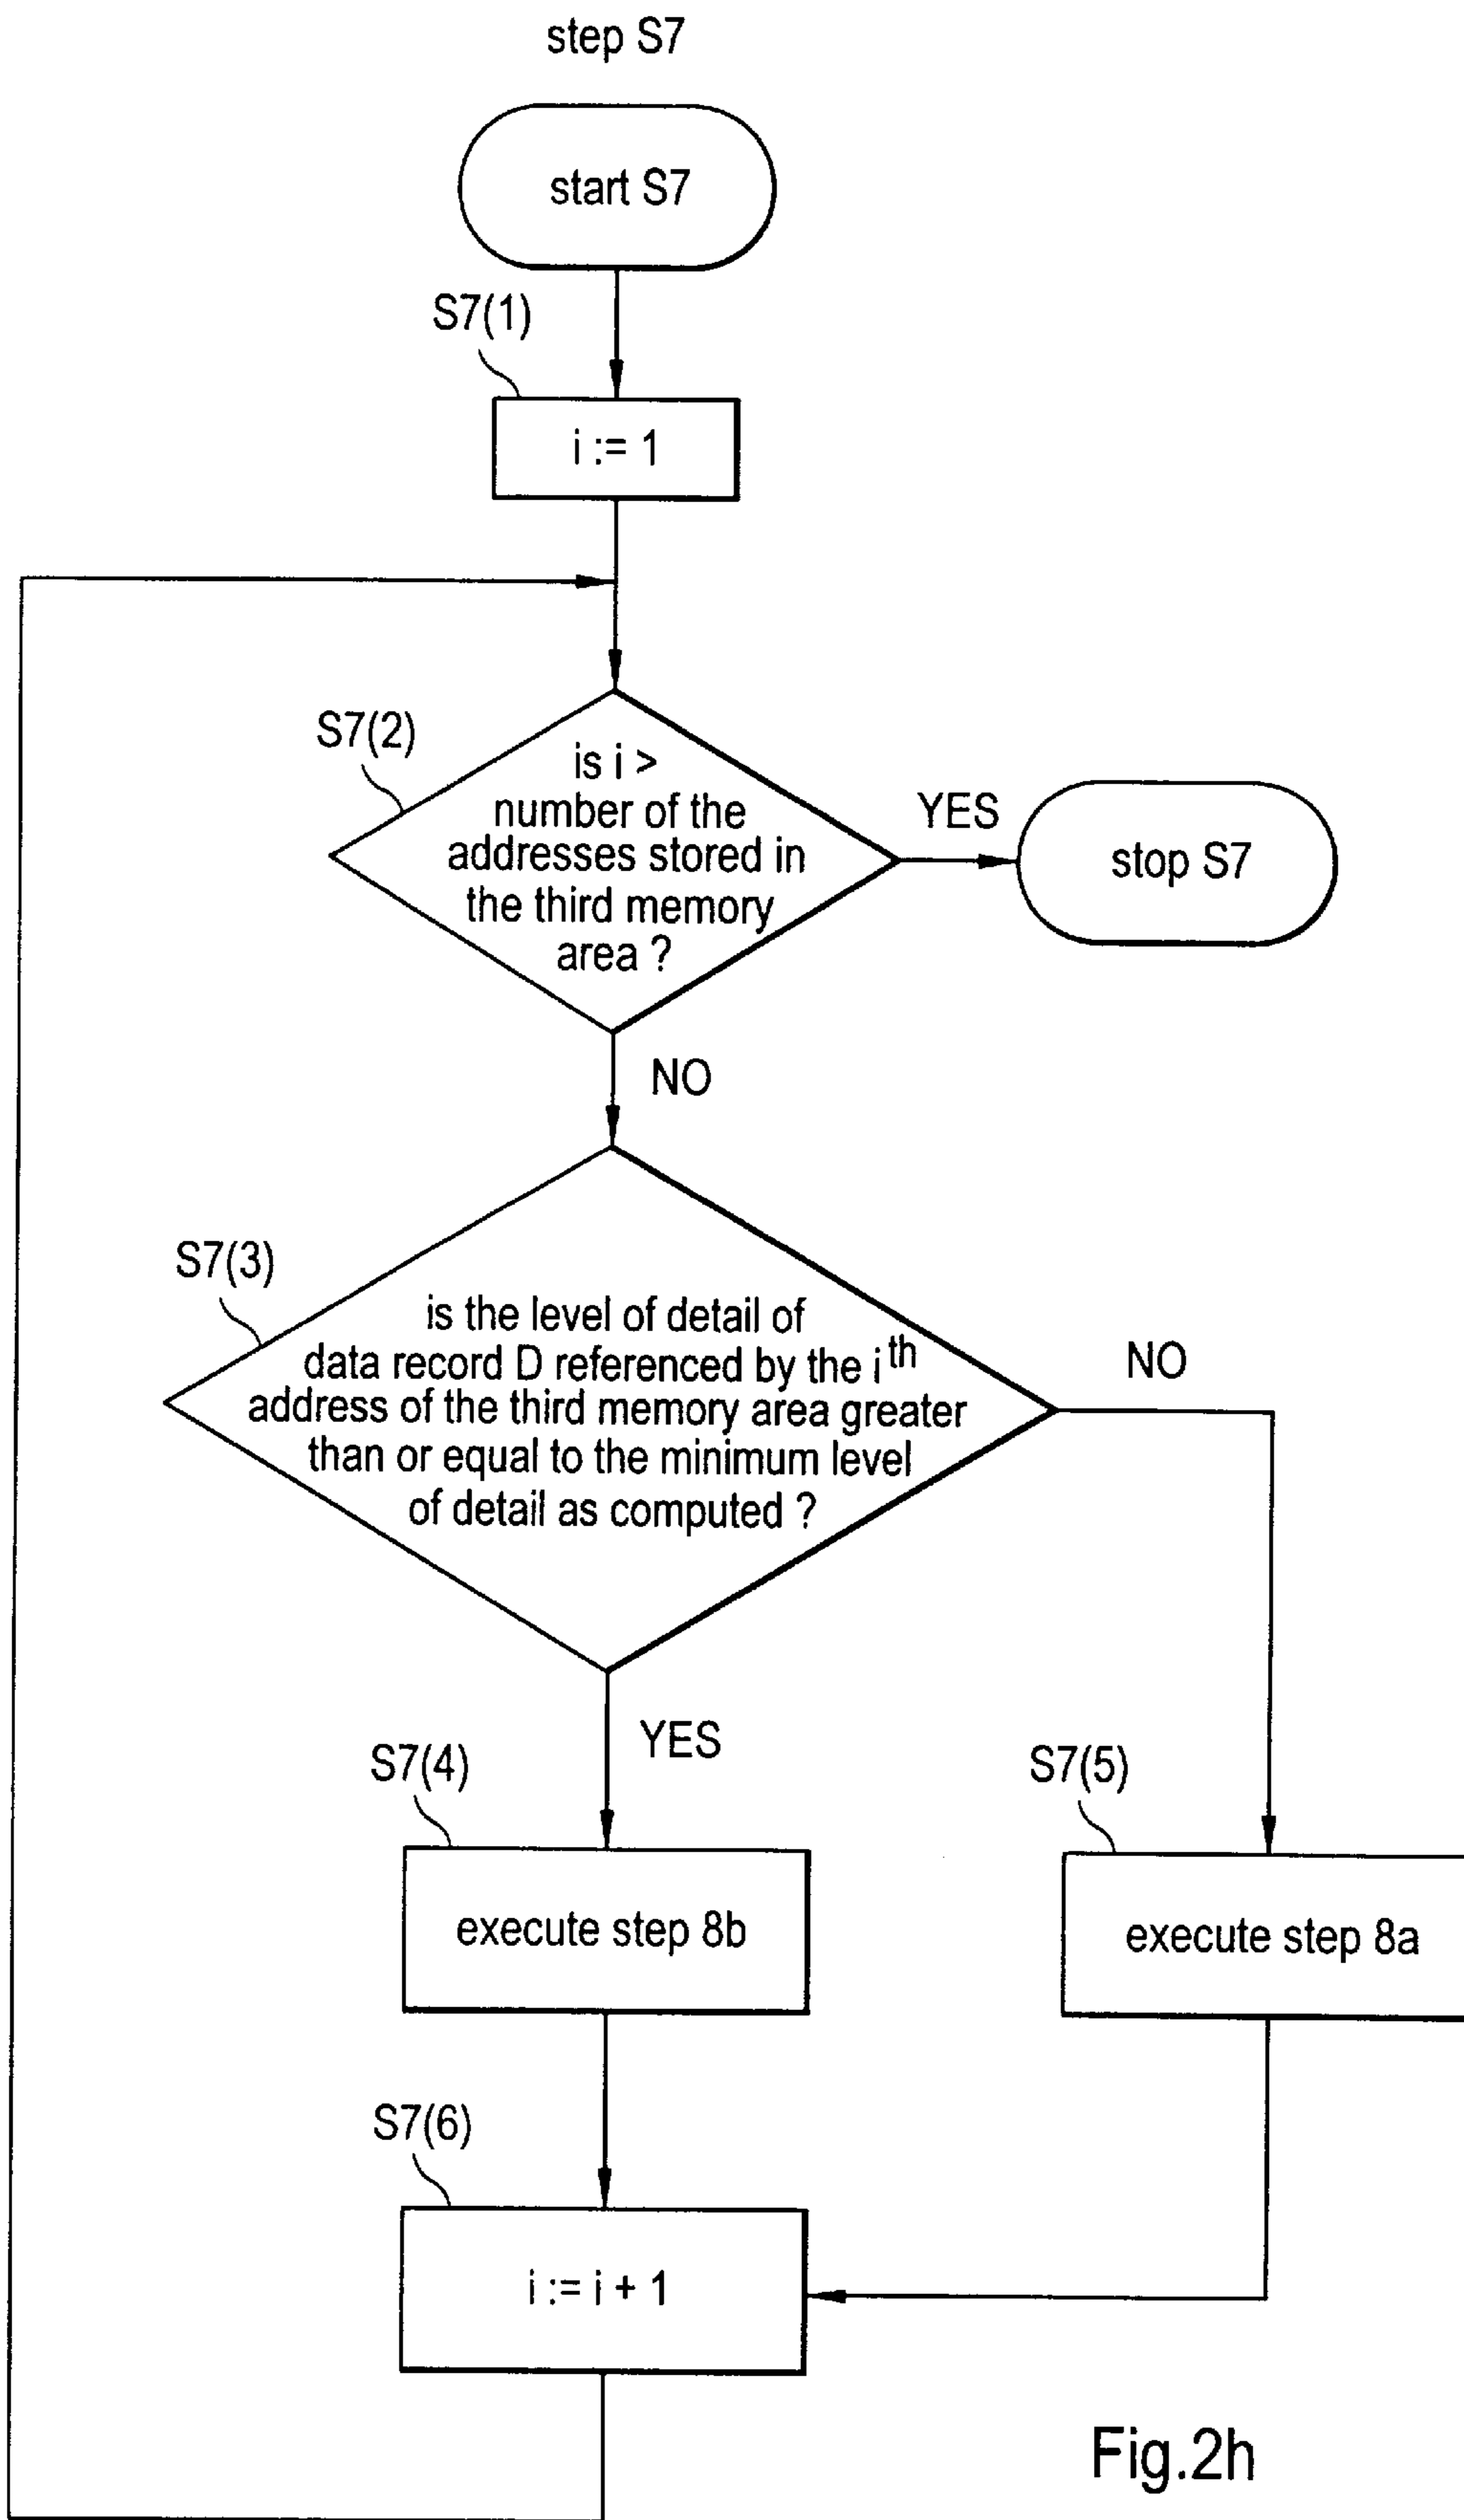 step S7
start S7
S7(1)
i := 1
S7(2)
is i >
number of the
addresses stored in
the third memory
area ?
YES
stop S7
NO
S7(3)
is the level of detail of
data record D referenced by the i th
address of the third memory area greater
than or equal to the minimum level
of detail as computed ?
NO
YES
S7(4)
execute step 8b
S7(5)
execute step 8a
S7(6)
i := i + 1
Fig.2h